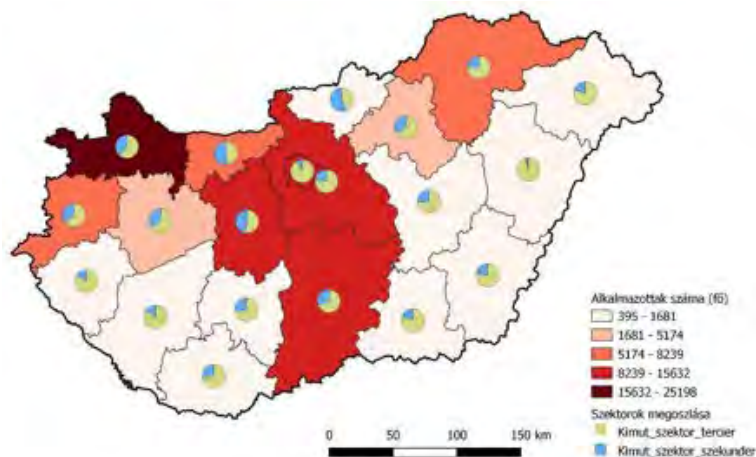 Alkalmazottak száma (fő)
395 - 1681
1681 - 5174
5174 - 8239
8239 - 15632
15632 - 25198
Szektorok megoszlása
Kimut_szektor_tercier
Kimut_szektor_szekunder
0 50 100 150 km